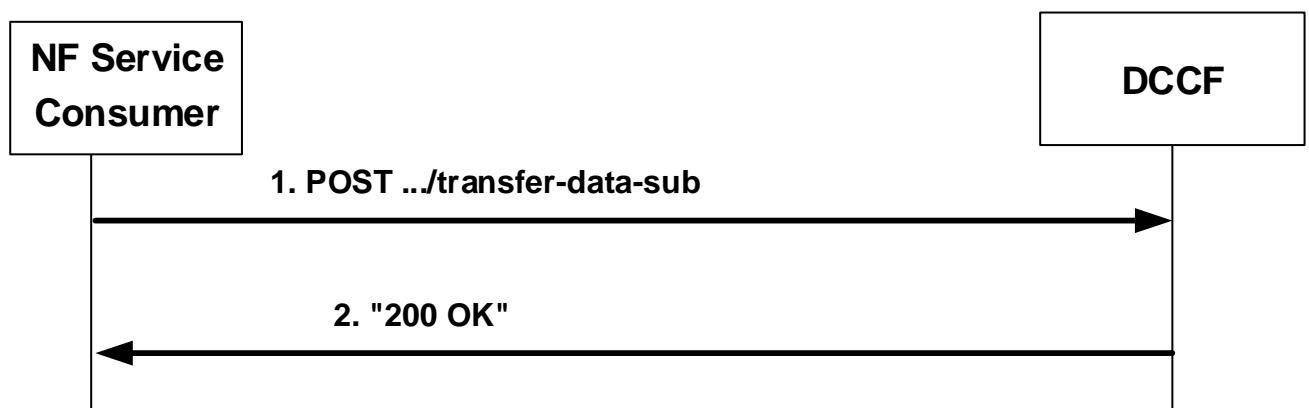 NF Service
Consumer
DCCF
1. POST .../transfer-data-sub
2. "200 OK"